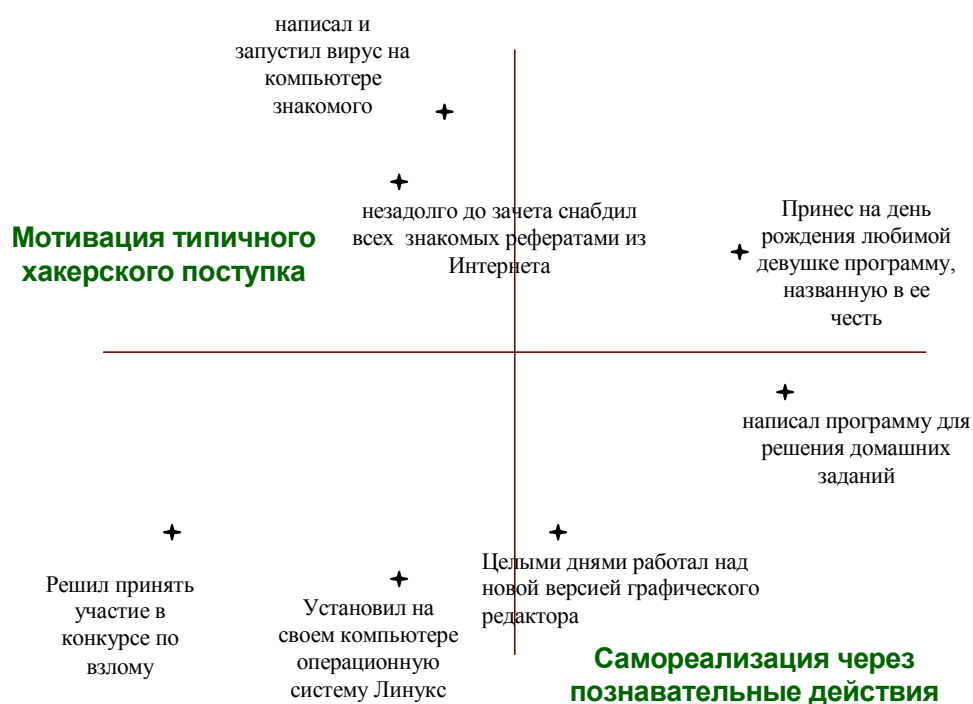 написал и
запустил вирус на
компьютере
знакомого
незадолго до зачета снабдил
всех знакомых рефератами из
Интернета
Принес на день
рождения любимой
девушке программу,
названную в ее
честь
Мотивация типичного
хакерского поступка
написал программу для
решения домашних
заданий
Решил принять
участие в
конкурсе по
взлому
Установил на
своем компьютере
операционную
систему Линукс
Целыми днями работал над
новой версией графического
редактора
Самореализация через
познавательные действия